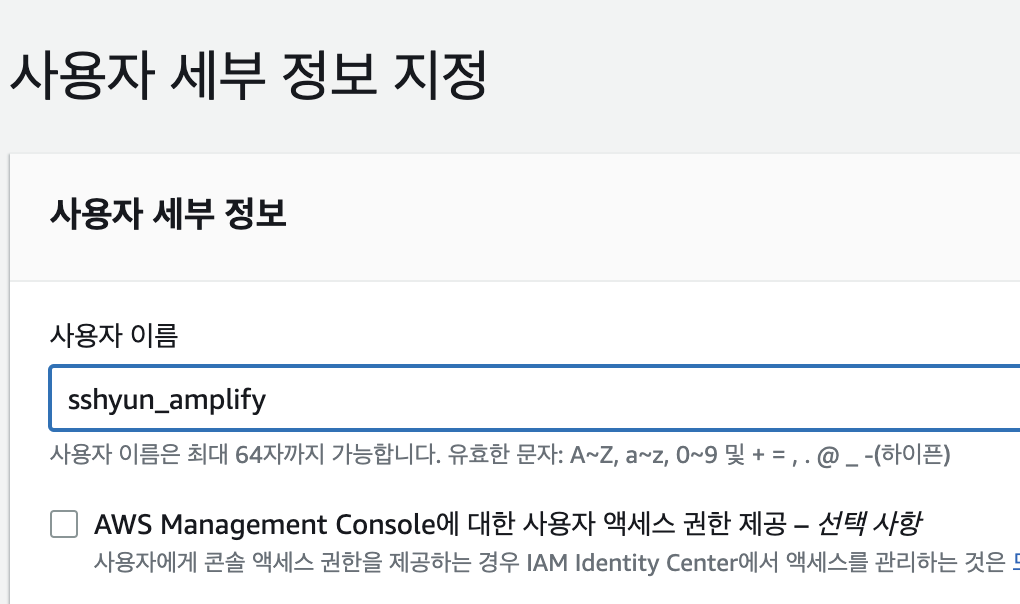 사용자 세부 정보 지정
사용자 세부 정보
사용자 이름
sshyun_amplify
사용자 이름은 최대 64자까지 가능합니다. 유효한 문자: A~Z, a~z, 0~9 및 + = , . @ _ -(하이픈)
AWS Management Console에 대한 사용자 액세스 권한 제공 – 선택 사항
사용자에게 콘솔 액세스 권한을 제공하는 경우 IAM Identity Center에서 액세스를 관리하는 것은